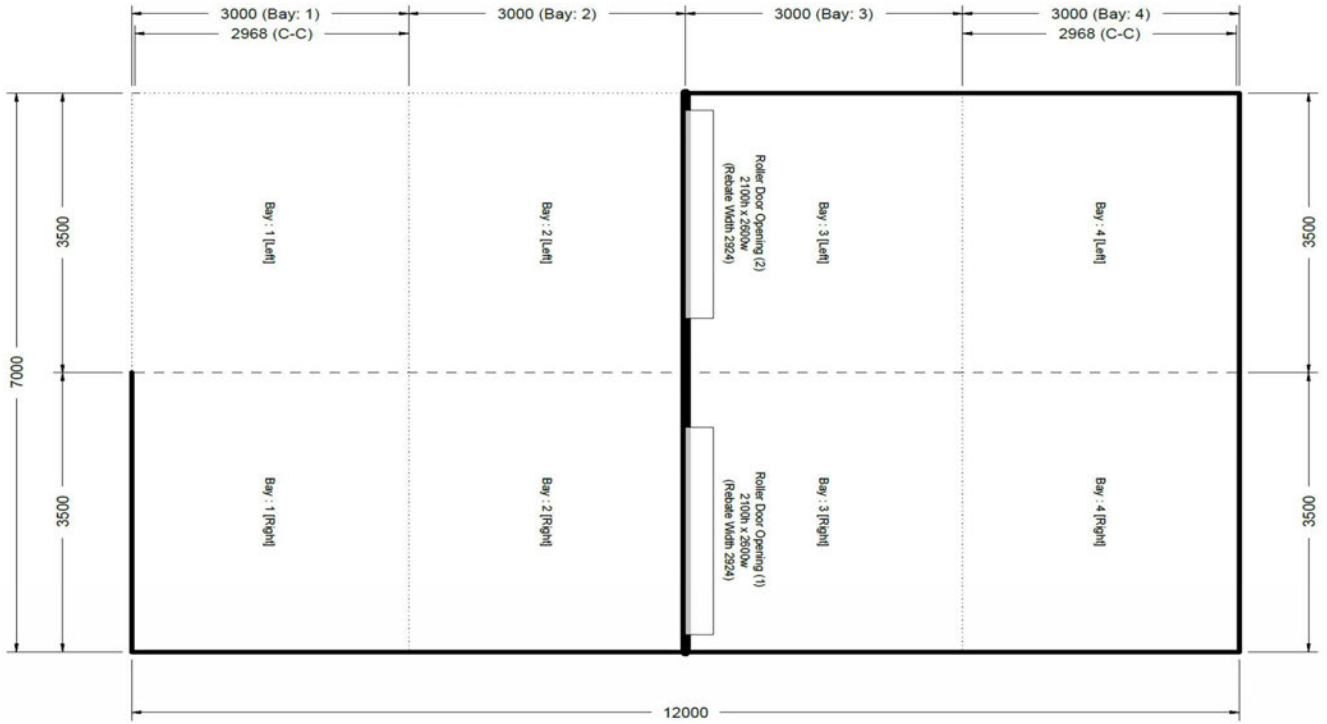 3000 (Bay: 1)
3000 (Bay: 2)
3000 (Bay: 3)
3000 (Bay: 4)
2968 (C-C)
2968 (C-C)
7000
3500
3500
3500
3500
Bay : 1 [Left]
Bay : 2 [Left]
Roller Door Opening (2)
2100h x 2600w
(Rebate Width 2924)
Bay : 3 [Left]
Bay : 4 [Left]
Bay : 1 [Right]
Bay : 2 [Right]
Roller Door Opening (1)
2100h x 2600w
(Rebate Width 2924)
Bay : 3 [Right]
Bay : 4 [Right]
12000